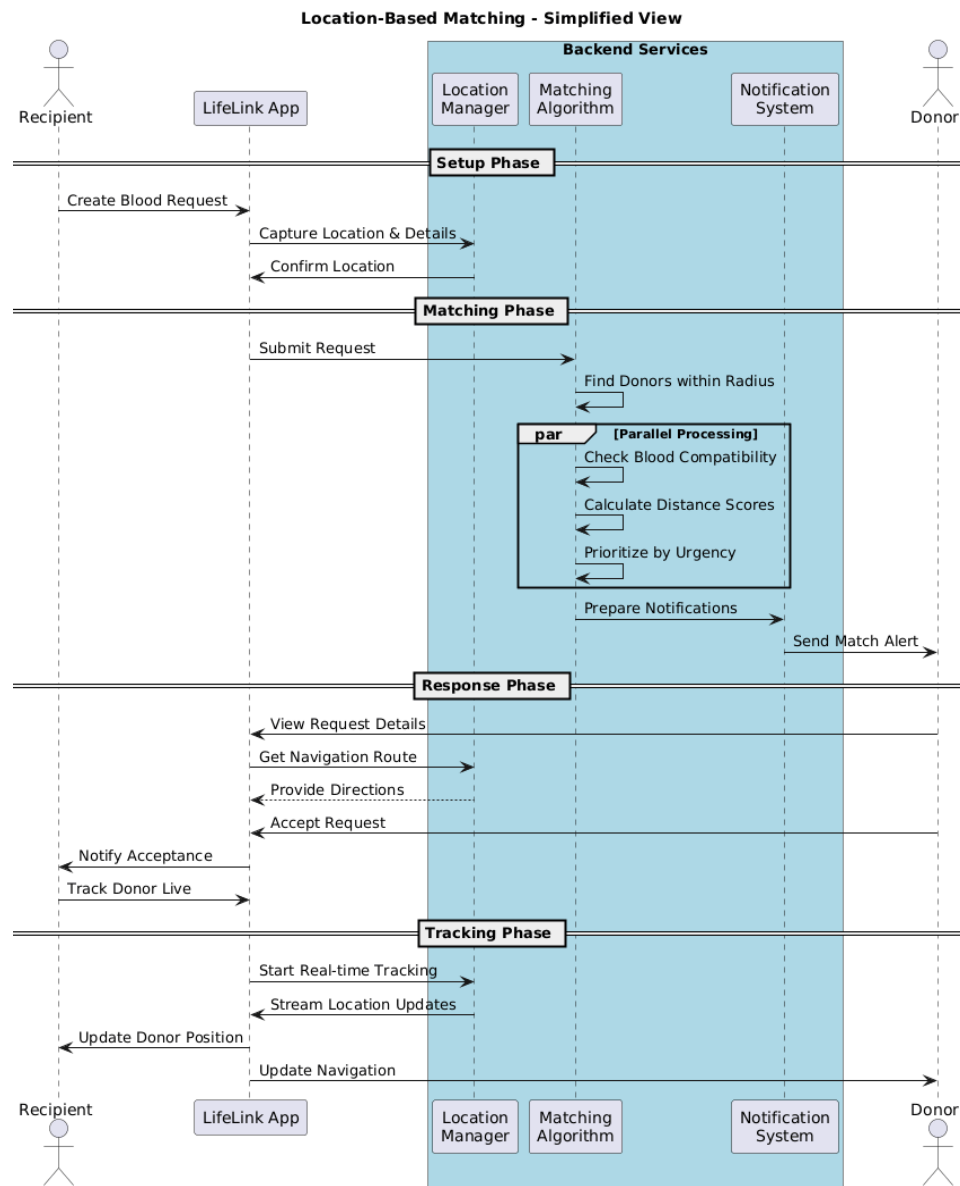 Location-Based Matching - Simplified View
Backend Services
Recipient
LifeLink App
Location
Manager
Matching
Algorithm
Notification
System
Donor
Setup Phase
Create Blood Request
Capture Location & Details
Confirm Location
Matching Phase
Submit Request
Find Donors within Radius
par
[Parallel Processing]
Check Blood Compatibility
Calculate Distance Scores
Prioritize by Urgency
Prepare Notifications
Send Match Alert
Response Phase
View Request Details
Get Navigation Route
Provide Directions
Accept Request
Notify Acceptance
Track Donor Live
Tracking Phase
Start Real-time Tracking
Stream Location Updates
Update Donor Position
Update Navigation
Recipient
LifeLink App
Location
Manager
Matching
Algorithm
Notification
System
Donor